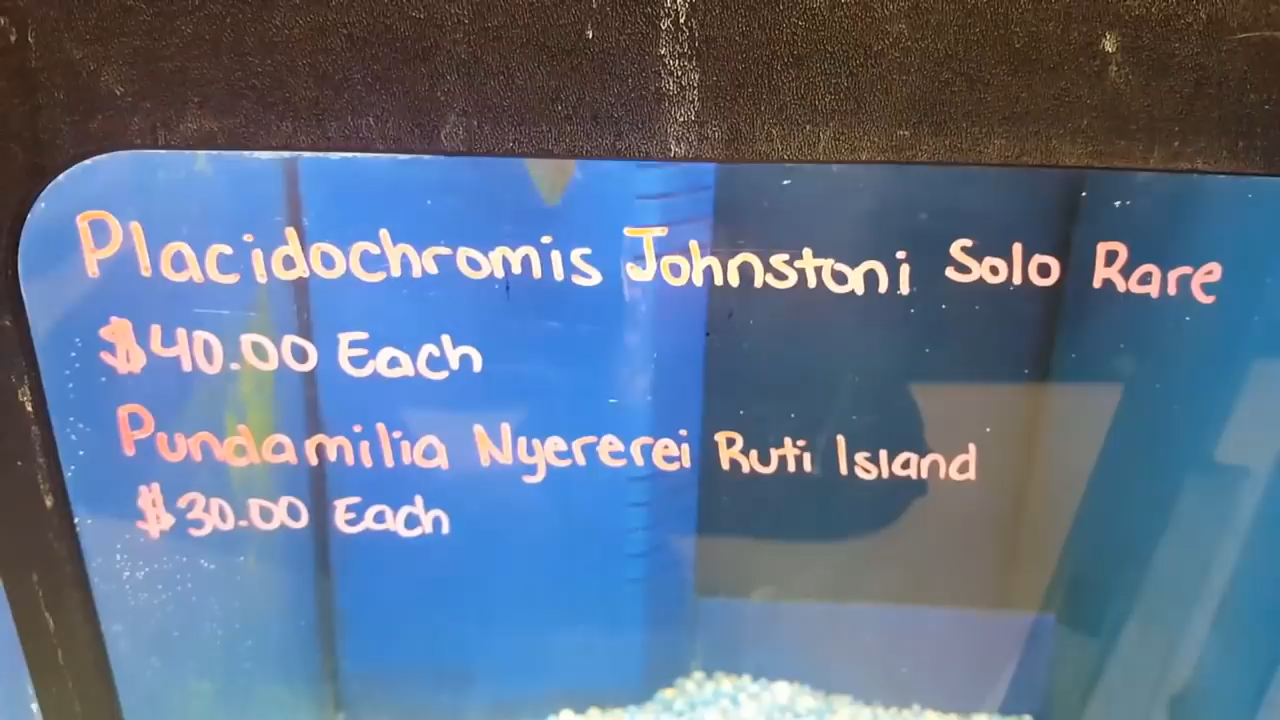 Placidochromis Johnstoni Solo Rare
$40.00 Each
Pundamilia Nyererei Ruti Island
$30.00 Each